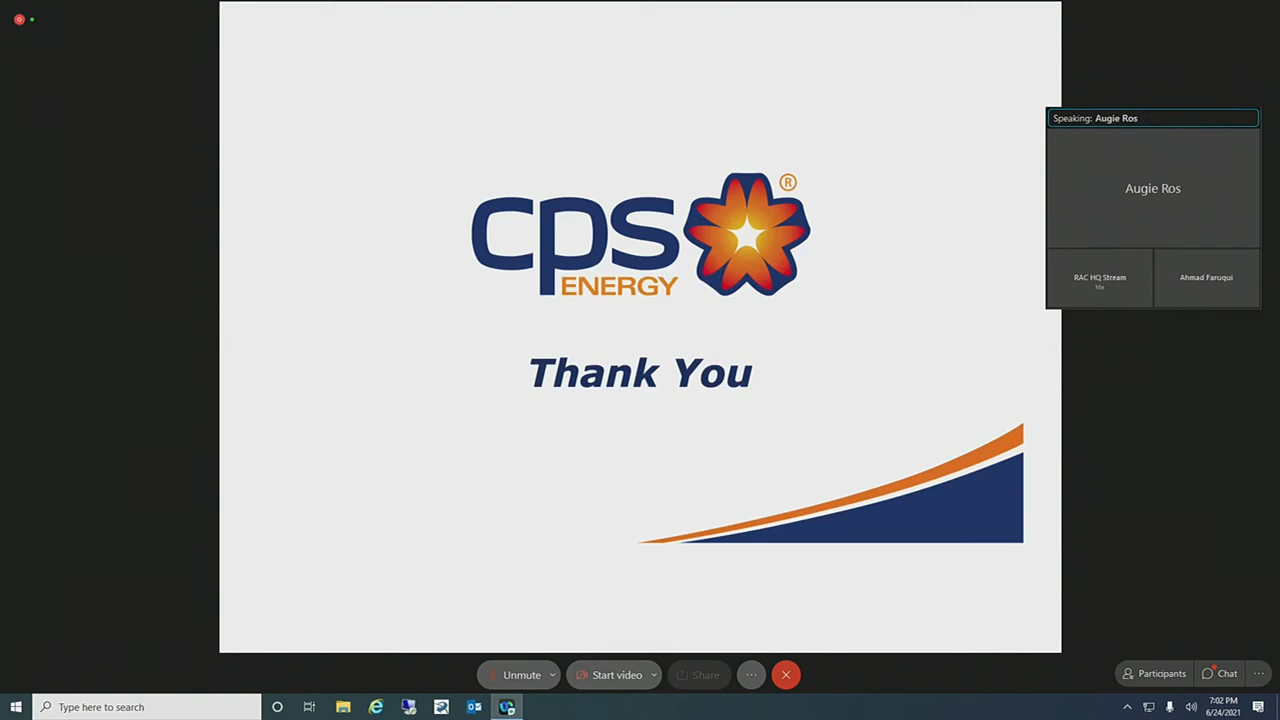 Speaking: Augie Ros
Augie Ros
RAC HQ Stream
Me
Ahmad Faruqui
cps
ENERGY
®
Thank You
Unmute
Start video
Share
Participants
Chat
Type here to search
7:02 PM
6/24/2021